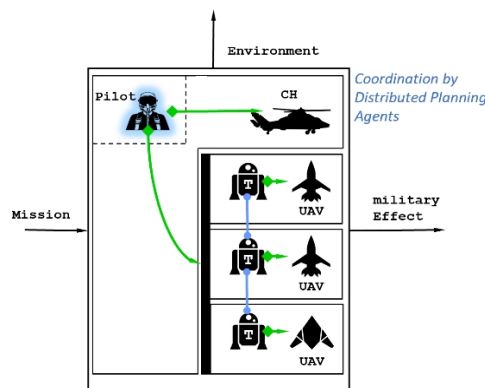 Environment
Coordination by
Distributed Planning
Agents
Pilot
CH
T
UAV
Mission
military
Effect
T
UAV
T
UAV